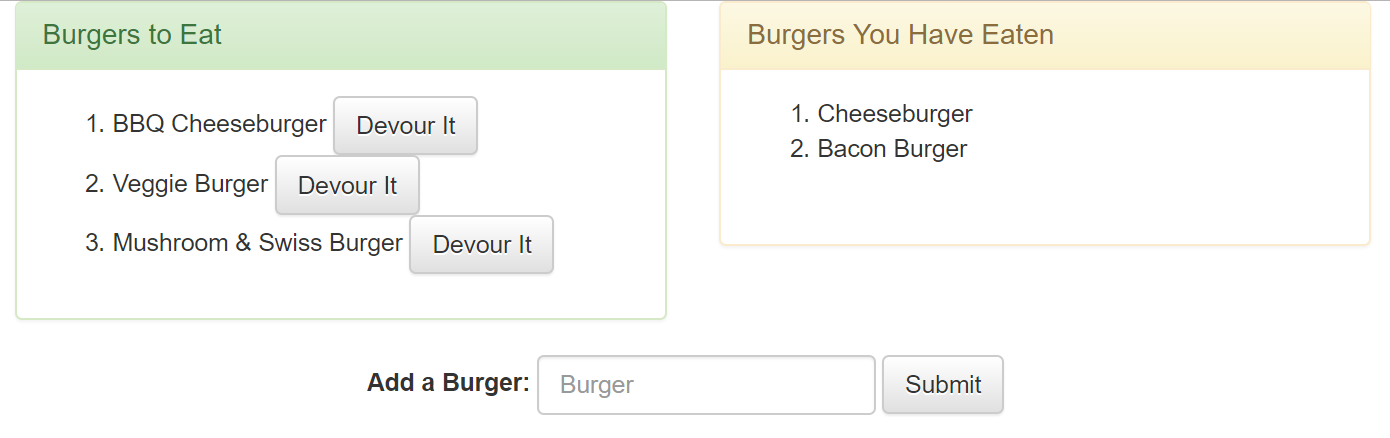 Burgers to Eat
1. BBQ Cheeseburger Devour It
2. Veggie Burger Devour It
3. Mushroom & Swiss Burger Devour It
Burgers You Have Eaten
1. Cheeseburger
2. Bacon Burger
Add a Burger: Burger Submit